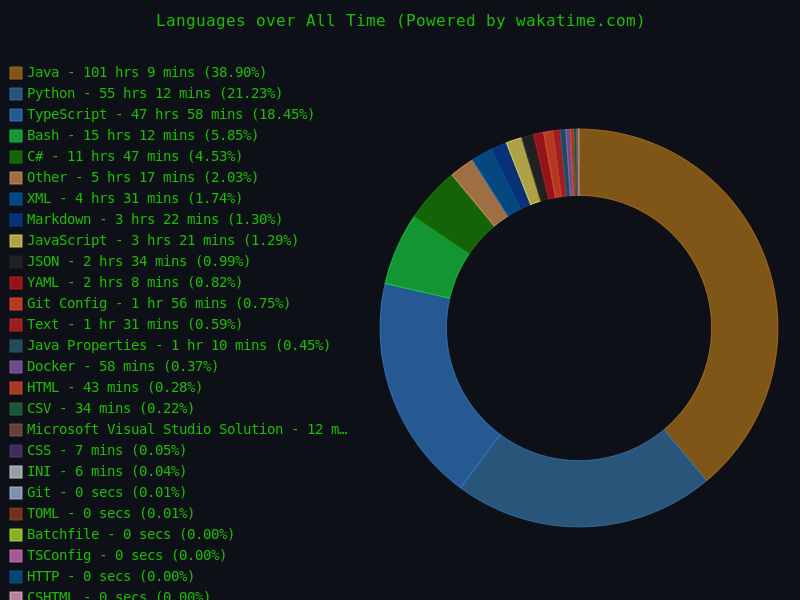 Languages over All Time (Powered by wakatime.com)
Java - 101 hrs 9 mins (38.90%)
Python - 55 hrs 12 mins (21.23%)
TypeScript - 47 hrs 58 mins (18.45%)
Bash - 15 hrs 12 mins (5.85%)
C# - 11 hrs 47 mins (4.53%)
Other - 5 hrs 17 mins (2.03%)
XML - 4 hrs 31 mins (1.74%)
Markdown - 3 hrs 22 mins (1.30%)
JavaScript - 3 hrs 21 mins (1.29%)
JSON - 2 hrs 34 mins (0.99%)
YAML - 2 hrs 8 mins (0.82%)
Git Config - 1 hr 56 mins (0.75%)
Text - 1 hr 31 mins (0.59%)
Java Properties - 1 hr 10 mins (0.45%)
Docker - 58 mins (0.37%)
HTML - 43 mins (0.28%)
CSV - 34 mins (0.22%)
Microsoft Visual Studio Solution - 12 m…
CSS - 7 mins (0.05%)
INI - 6 mins (0.04%)
Git - 0 secs (0.01%)
TOML - 0 secs (0.01%)
Batchfile - 0 secs (0.00%)
TSConfig - 0 secs (0.00%)
HTTP - 0 secs (0.00%)
CSHTML - 0 secs (0.00%)